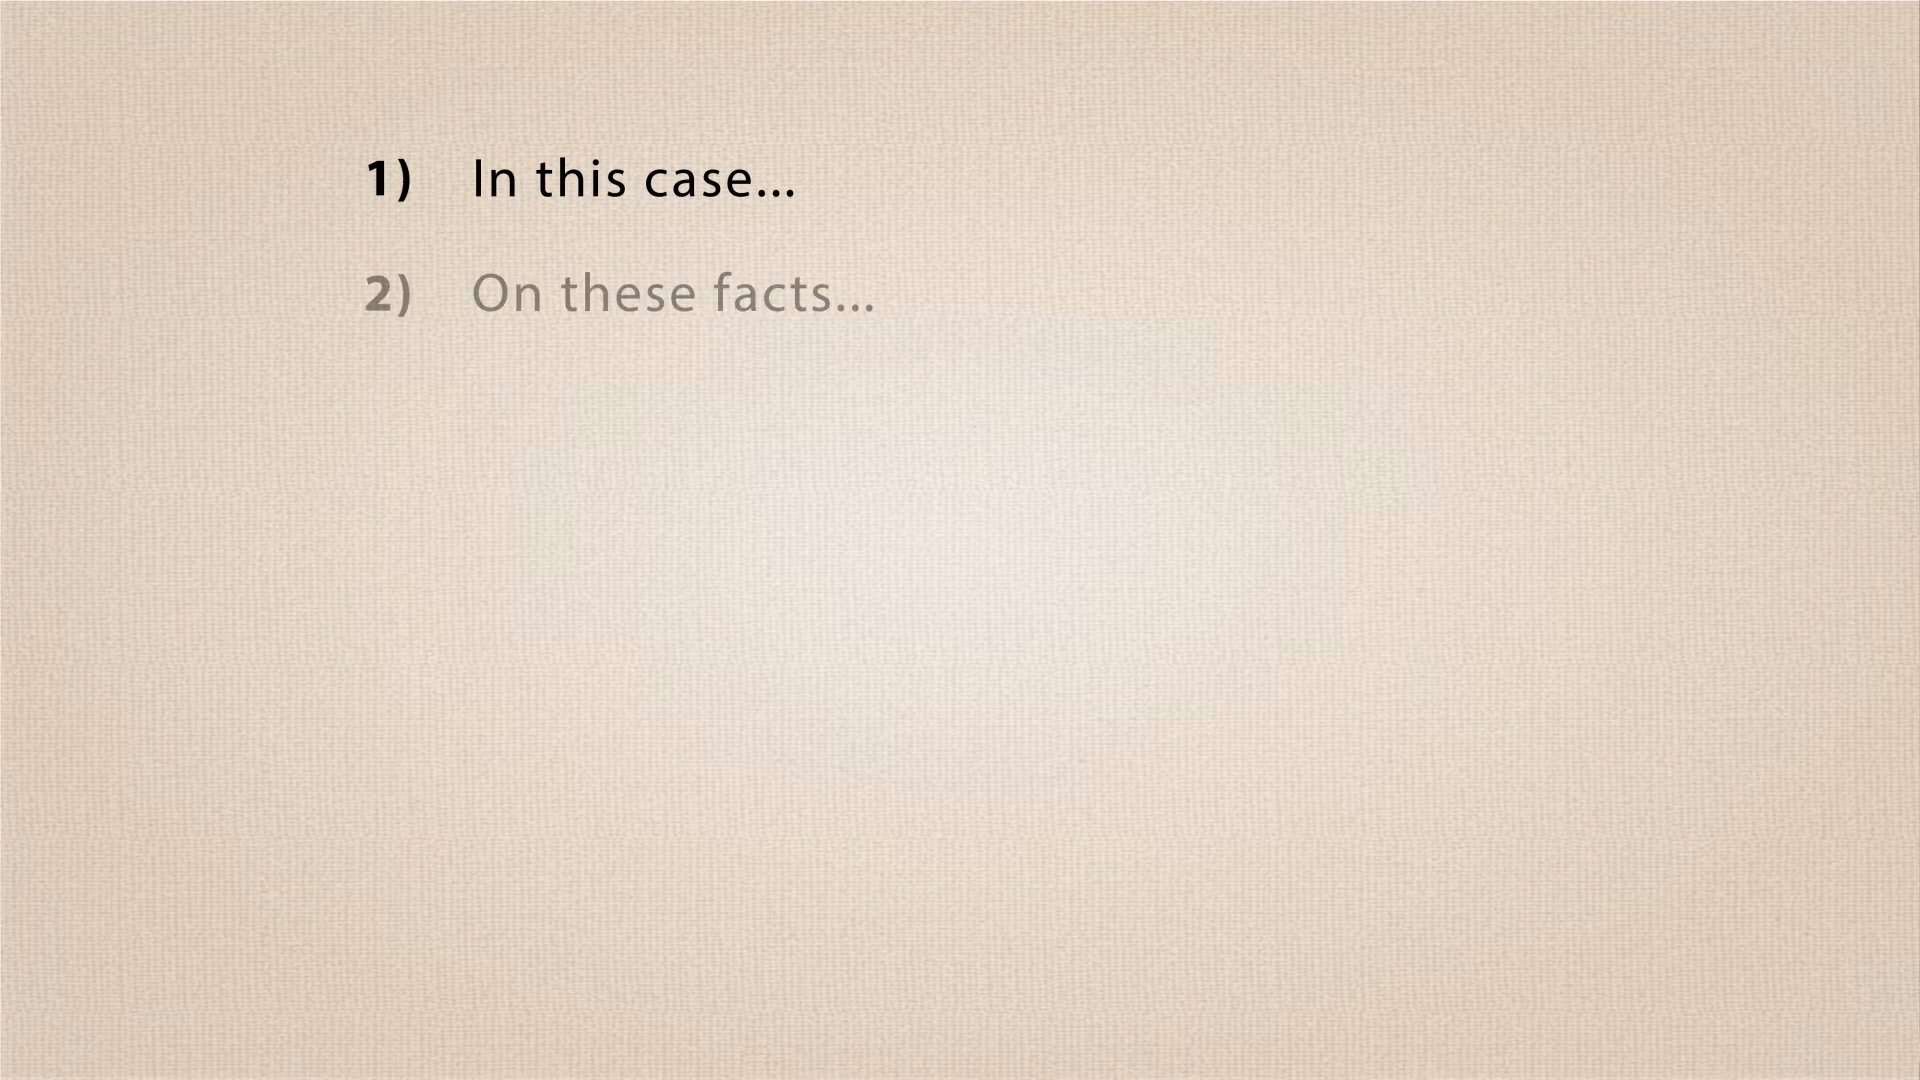 1) In this case...
2) On these facts...